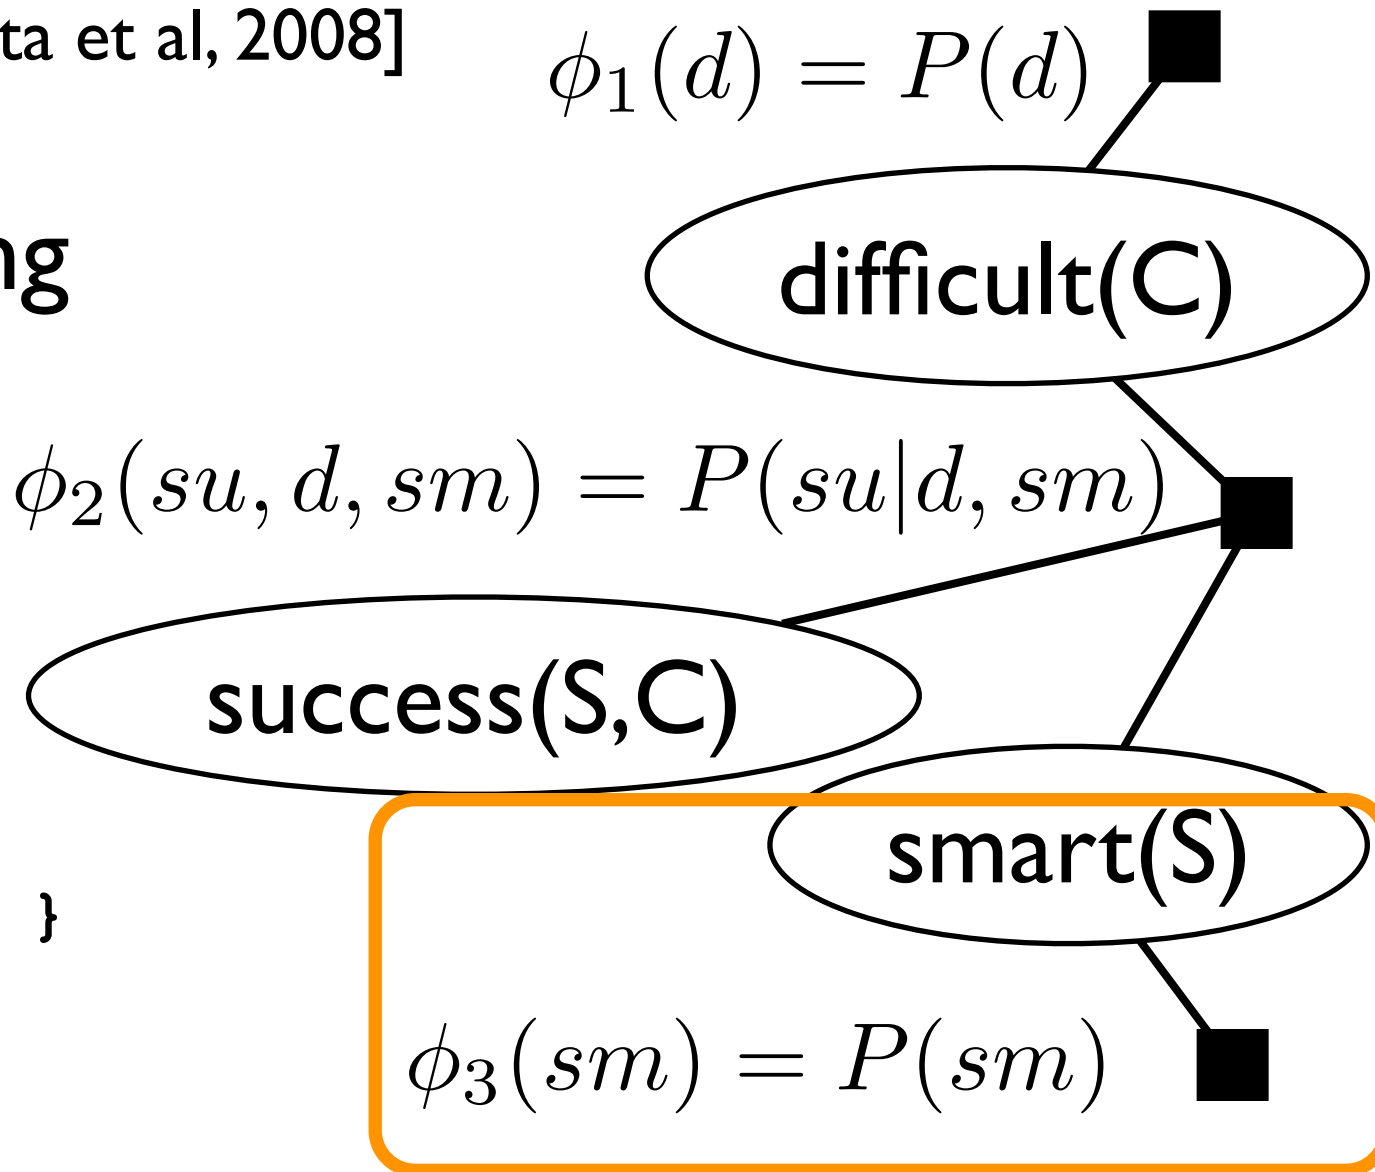 ta et al, 2008]
ϕ₁(d) = P(d)
ng
difficult(C)
ϕ₂(su, d, sm) = P(su|d, sm)
success(S,C)
smart(S)
}
ϕ₃(sm) = P(sm)